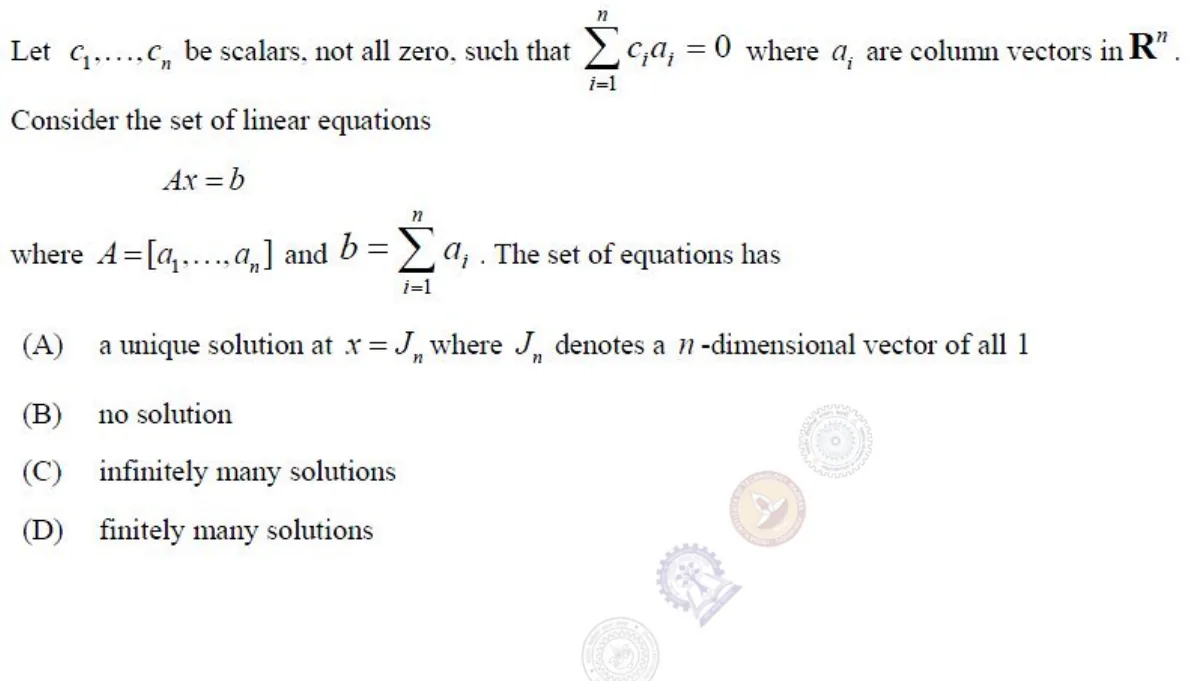 Let c₁,…,cₙ be scalars, not all zero, such that ∑ᵢ₌₁ⁿ cᵢaᵢ = 0 where aᵢ are column vectors in Rⁿ.
Consider the set of linear equations
Ax = b
where A = [a₁,…,aₙ] and b = ∑ᵢ₌₁ⁿ aᵢ . The set of equations has
(A) a unique solution at x = Jₙ where Jₙ denotes a n-dimensional vector of all 1
(B) no solution
(C) infinitely many solutions
(D) finitely many solutions